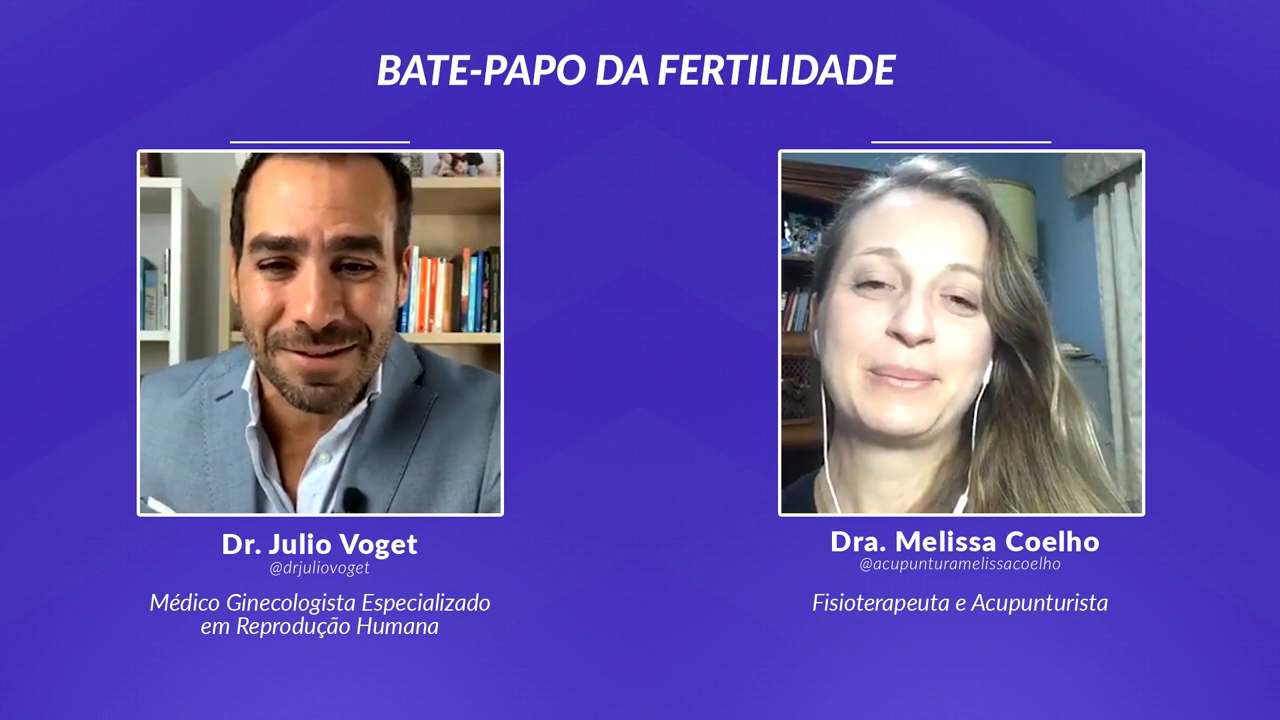 BATE-PAPO DA FERTILIDADE
Dr. Julio Voget
@drjuliovoget
Médico Ginecologista Especializado
em Reprodução Humana
Dra. Melissa Coelho
@acupunturamelissacoelho
Fisioterapeuta e Acupunturista